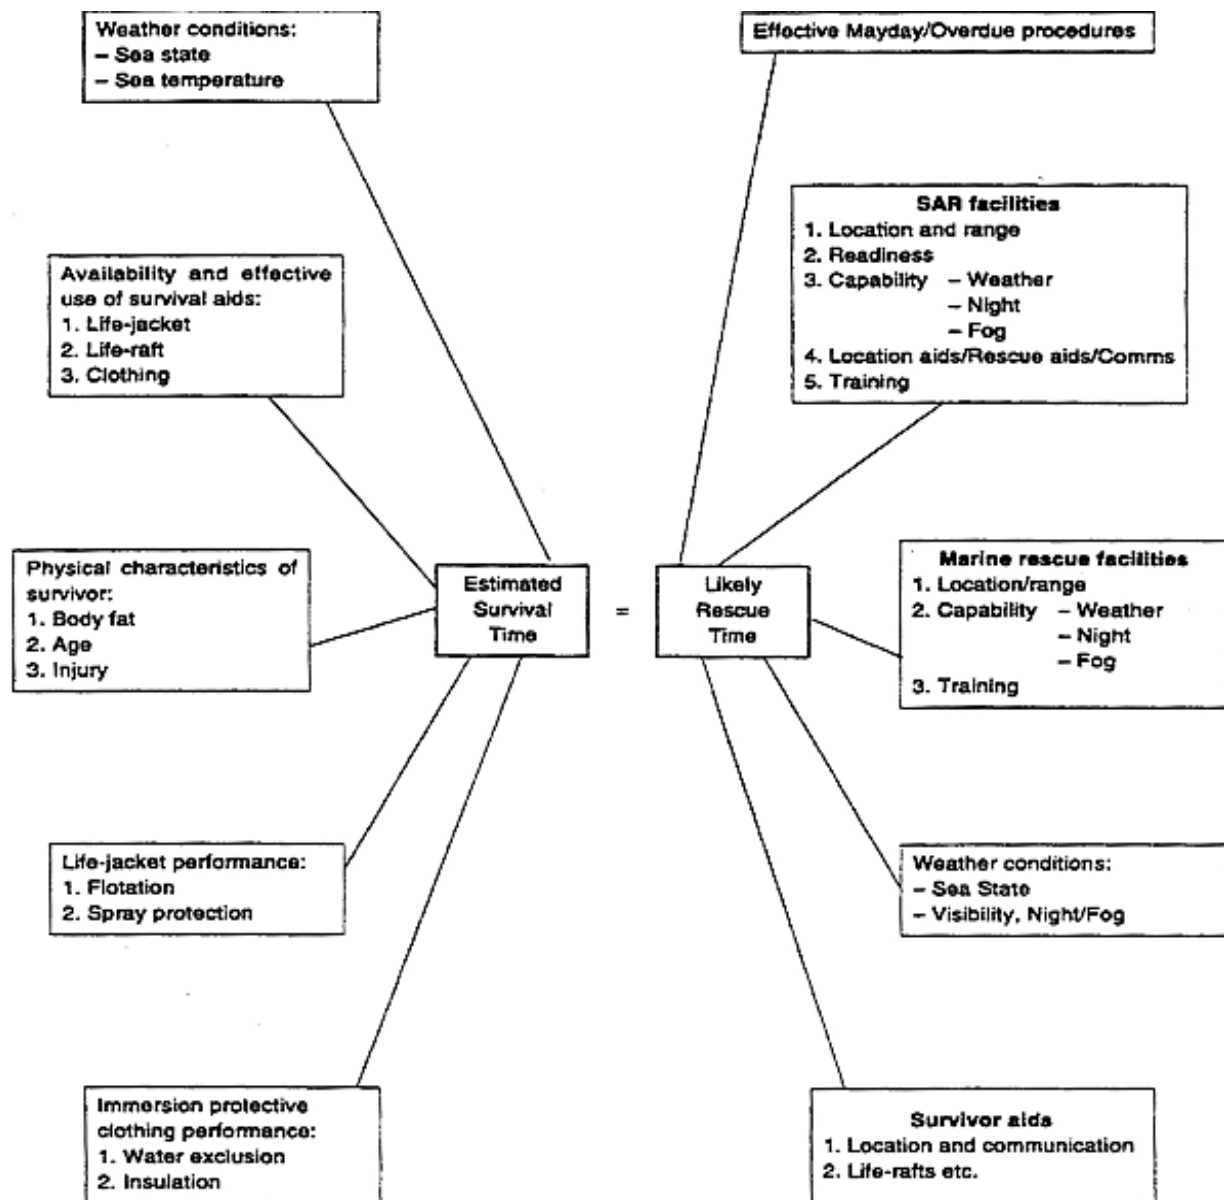 Weather conditions:
– Sea state
– Sea temperature
Effective Mayday/Overdue procedures
SAR facilities
1. Location and range
2. Readiness
3. Capability – Weather
– Night
– Fog
4. Location aids/Rescue aids/Comms
5. Training
Availability and effective
use of survival aids:
1. Life-jacket
2. Life-raft
3. Clothing
Physical characteristics of
survivor:
1. Body fat
2. Age
3. Injury
Estimated
Survival
Time
=
Likely
Rescue
Time
Marine rescue facilities
1. Location/range
2. Capability – Weather
– Night
– Fog
3. Training
Life-jacket performance:
1. Flotation
2. Spray protection
Weather conditions:
– Sea State
– Visibility, Night/Fog
Immersion protective
clothing performance:
1. Water exclusion
2. Insulation
Survivor aids
1. Location and communication
2. Life-rafts etc.